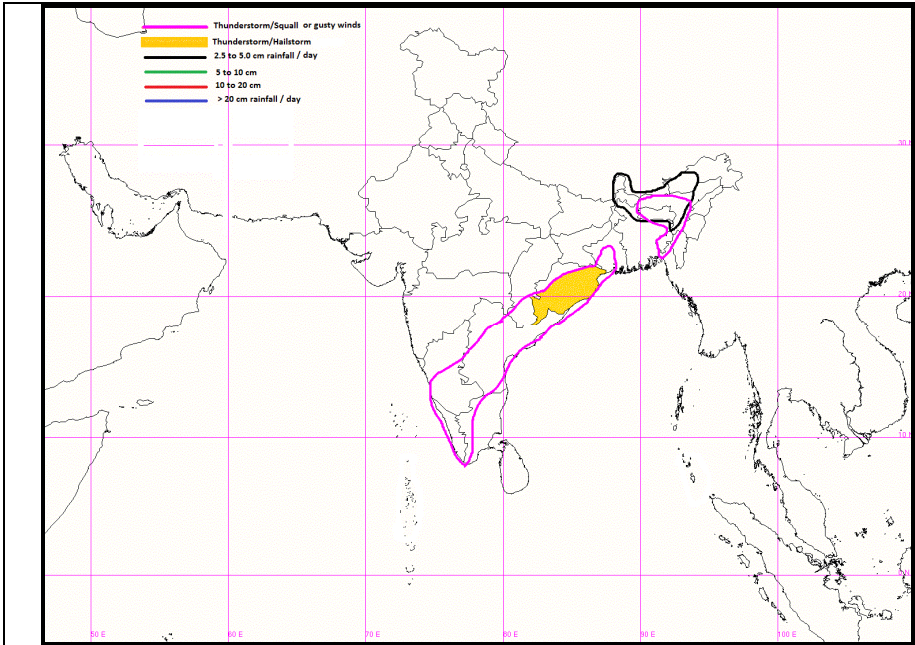 Thunderstorm/Squall or gusty winds
Thunderstorm/Hailstorm
2.5 to 5.0 cm rainfall / day
5 to 10 cm
10 to 20 cm
> 20 cm rainfall / day
30 N
20 N
10 N
0 N
50 E
60 E
70 E
80 E
90 E
100 E